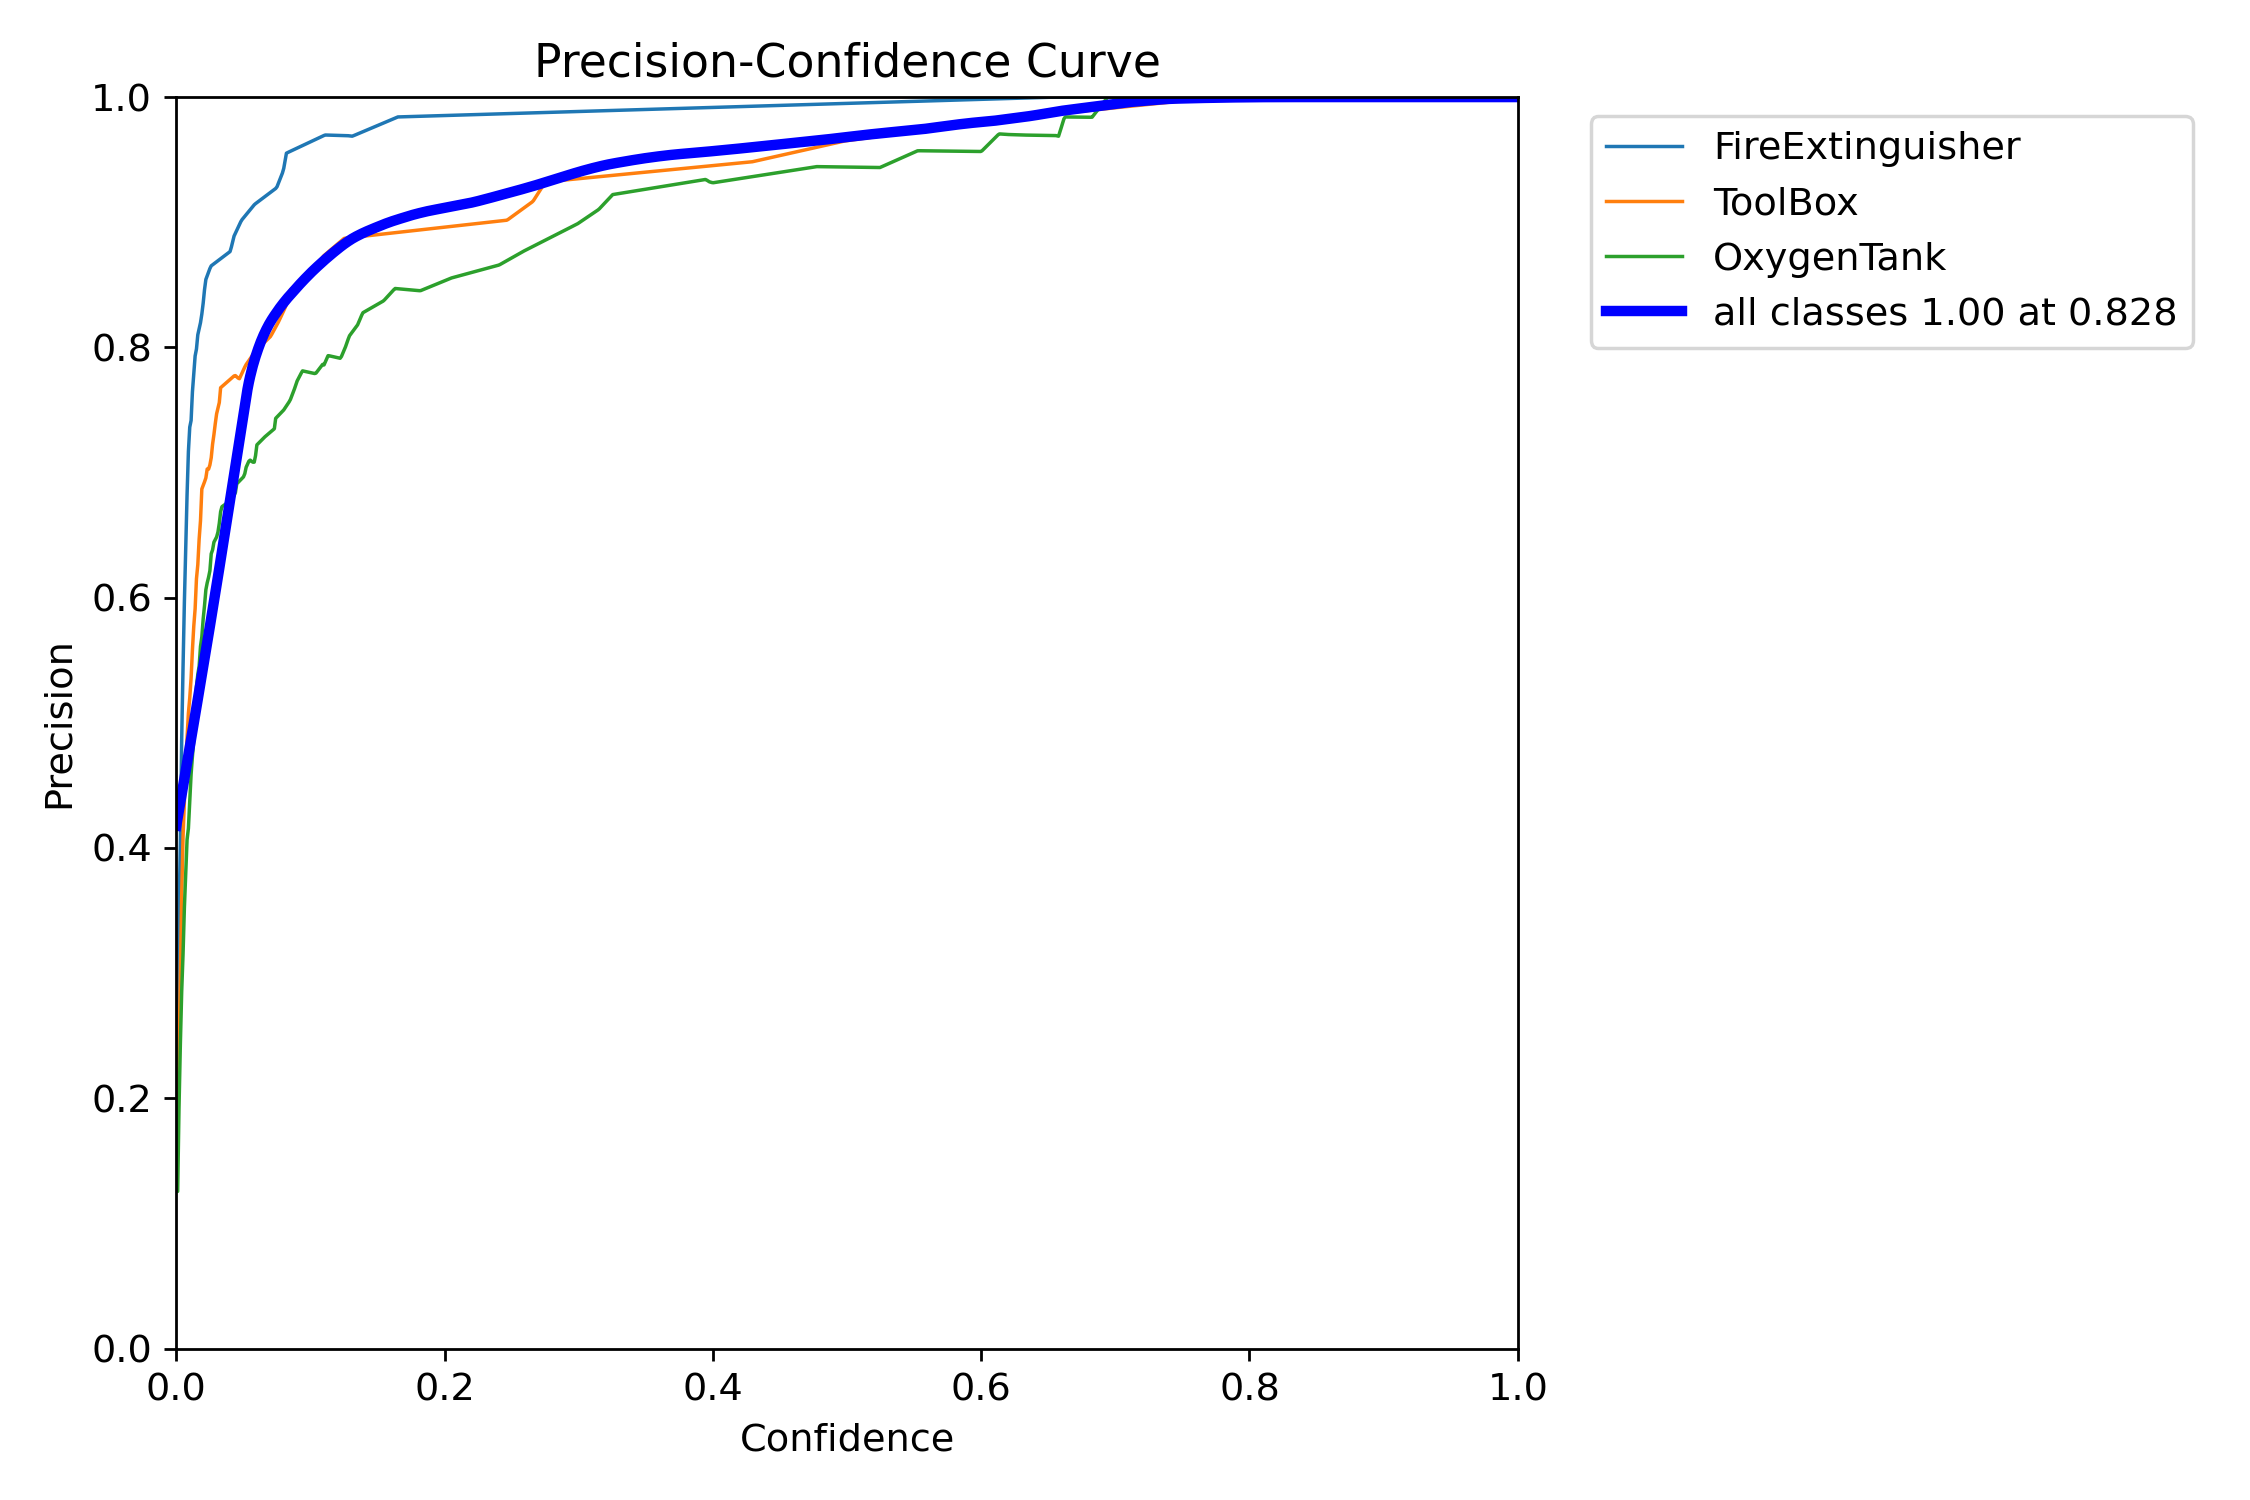 Precision-Confidence Curve
1.0
0.8
0.6
0.4
0.2
0.0
Precision
0.0 0.2 0.4 0.6 0.8 1.0
Confidence
FireExtinguisher
ToolBox
OxygenTank
all classes 1.00 at 0.828